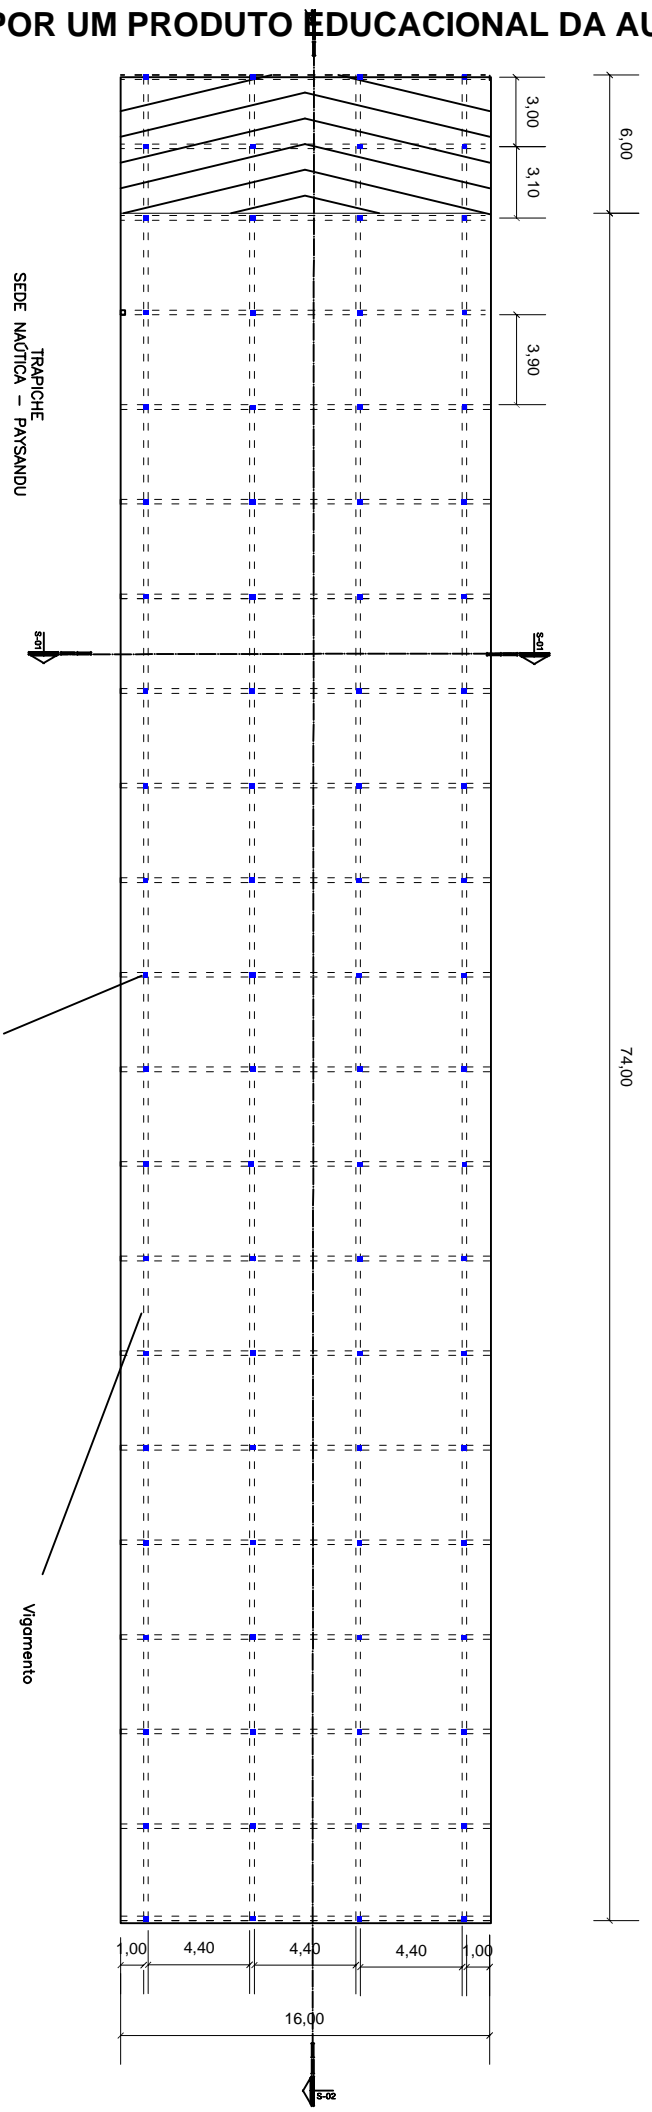 POR UM PRODUTO EDUCACIONAL DA AU
3,00
3,10
6,00
3,90
TRAPICHE
SEDE NAÚTICA - PAYSANDU
S-01
S-01
74,00
Vigamento
1,00
4,40
4,40
4,40
1,00
16,00
S-02